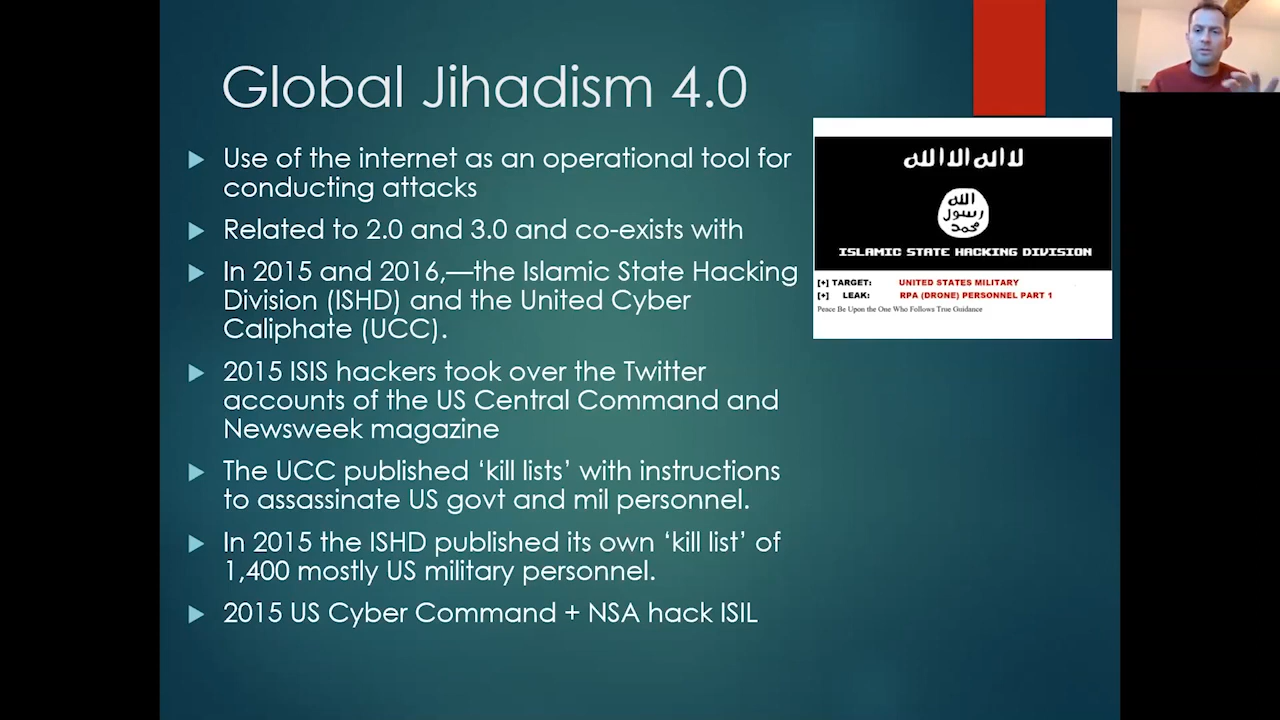 Global Jihadism 4.0
Use of the internet as an operational tool for
conducting attacks
Related to 2.0 and 3.0 and co-exists with
In 2015 and 2016,—the Islamic State Hacking
Division (ISHD) and the United Cyber
Caliphate (UCC).
2015 ISIS hackers took over the Twitter
accounts of the US Central Command and
Newsweek magazine
The UCC published ‘kill lists’ with instructions
to assassinate US govt and mil personnel.
In 2015 the ISHD published its own ‘kill list’ of
1,400 mostly US military personnel.
2015 US Cyber Command + NSA hack ISIL
لا اله الا الله
الله
رسول
محمد
ISLAMIC STATE HACKING DIVISION
[+] TARGET: UNITED STATES MILITARY
[+] LEAK: RPA (DRONE) PERSONNEL PART 1
Peace Be Upon the One Who Follows True Guidance